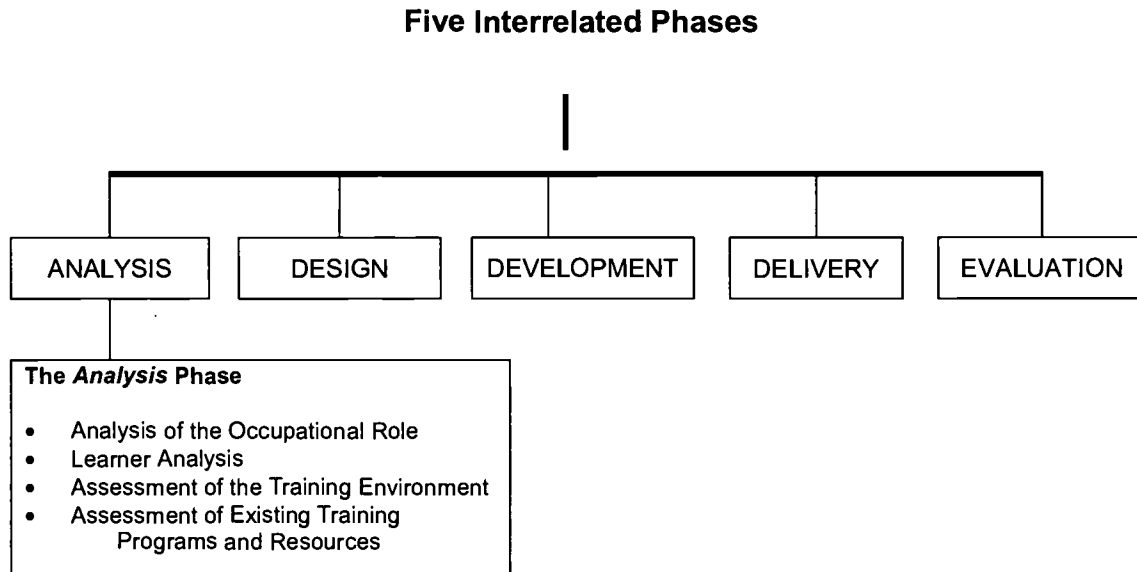 Five Interrelated Phases
ANALYSIS
DESIGN
DEVELOPMENT
DELIVERY
EVALUATION
The Analysis Phase
• Analysis of the Occupational Role
• Learner Analysis
• Assessment of the Training Environment
• Assessment of Existing Training
Programs and Resources